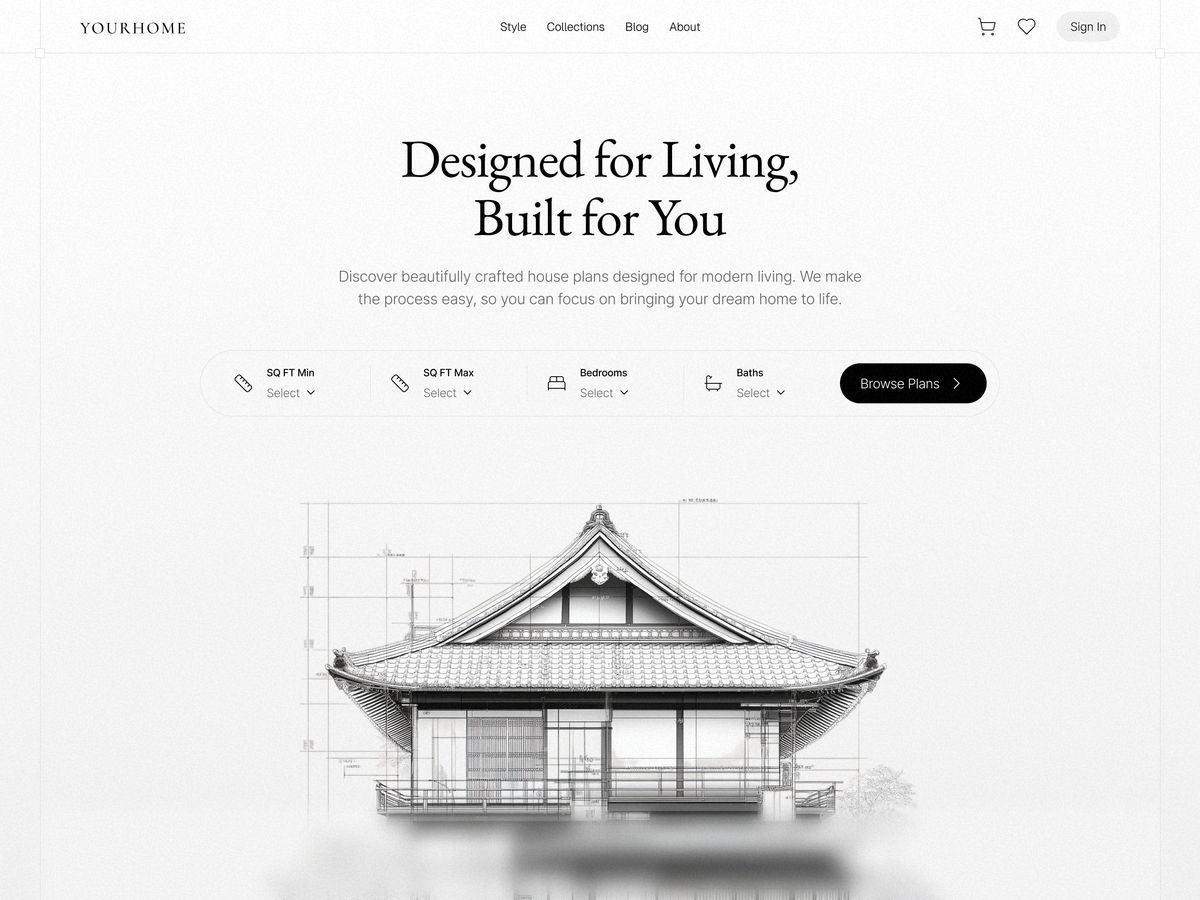 YOURHOME
Style
Collections
Blog
About
Sign In
Designed for Living,
Built for You
Discover beautifully crafted house plans designed for modern living. We make
the process easy, so you can focus on bringing your dream home to life.
SQ FT Min
Select
SQ FT Max
Select
Bedrooms
Select
Baths
Select
Browse Plans